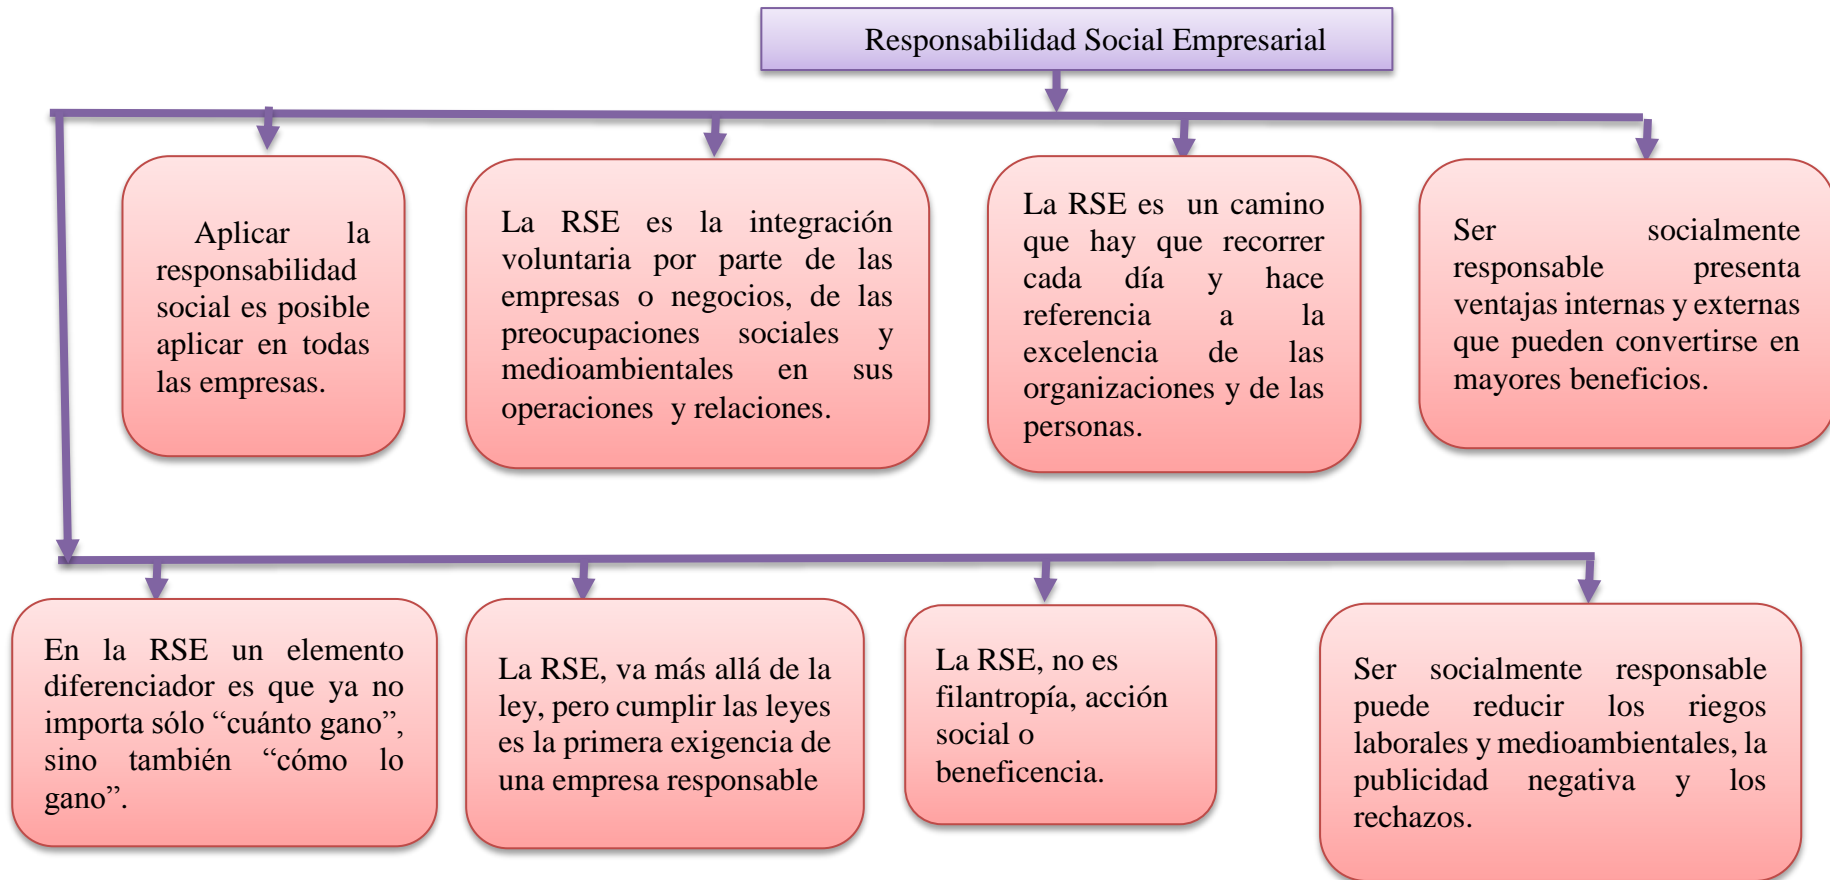 Responsabilidad Social Empresarial
Aplicar la
responsabilidad
social es posible
aplicar en todas
las empresas.
La RSE es la integración
voluntaria por parte de las
empresas o negocios, de las
preocupaciones sociales y
medioambientales en sus
operaciones y relaciones.
La RSE es un camino
que hay que recorrer
cada día y hace
referencia a la
excelencia de las
organizaciones y de las
personas.
Ser socialmente
responsable presenta
ventajas internas y externas
que pueden convertirse en
mayores beneficios.
En la RSE un elemento
diferenciador es que ya no
importa sólo “cuánto gano”,
sino también “cómo lo
gano”.
La RSE, va más allá de la
ley, pero cumplir las leyes
es la primera exigencia de
una empresa responsable
La RSE, no es
filantropía, acción
social o
beneficencia.
Ser socialmente responsable
puede reducir los riegos
laborales y medioambientales, la
publicidad negativa y los
rechazos.